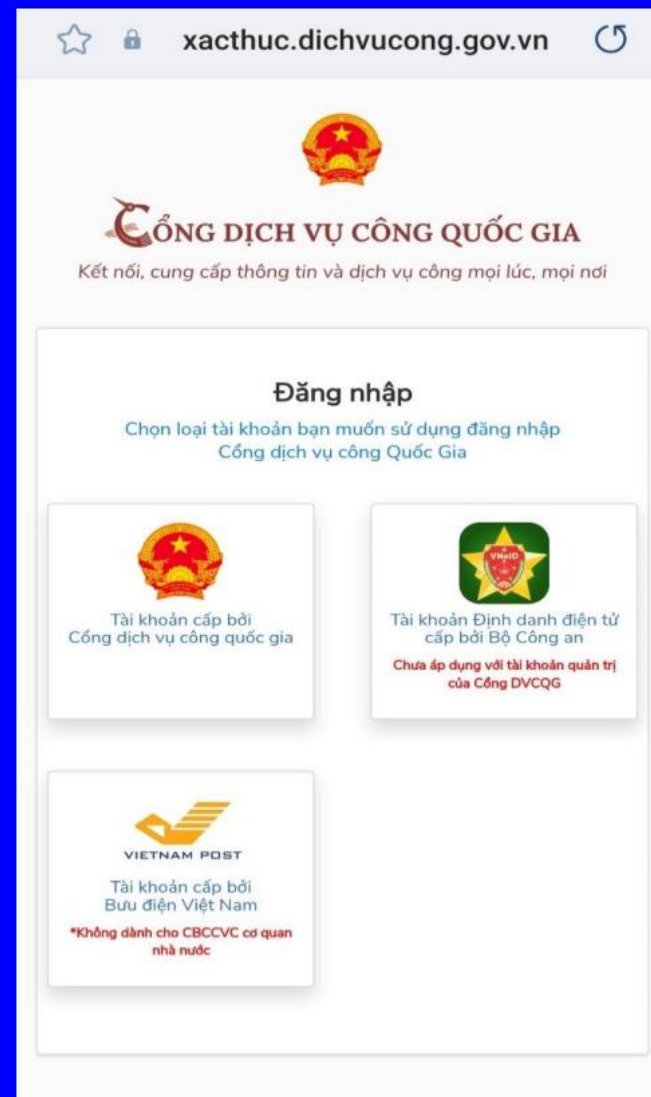 xacthuc.dichvucong.gov.vn
CỔNG DỊCH VỤ CÔNG QUỐC GIA
Kết nối, cung cấp thông tin và dịch vụ công mọi lúc, mọi nơi
Đăng nhập
Chọn loại tài khoản bạn muốn sử dụng đăng nhập
Cổng dịch vụ công Quốc Gia
Tài khoản cấp bởi
Cổng dịch vụ công quốc gia
VNeID
Tài khoản Định danh điện tử
cấp bởi Bộ Công an
Chưa áp dụng với tài khoản quản trị
của Cổng DVCQG
VIETNAM POST
Tài khoản cấp bởi
Bưu điện Việt Nam
*Không dành cho CBCCVC cơ quan
nhà nước